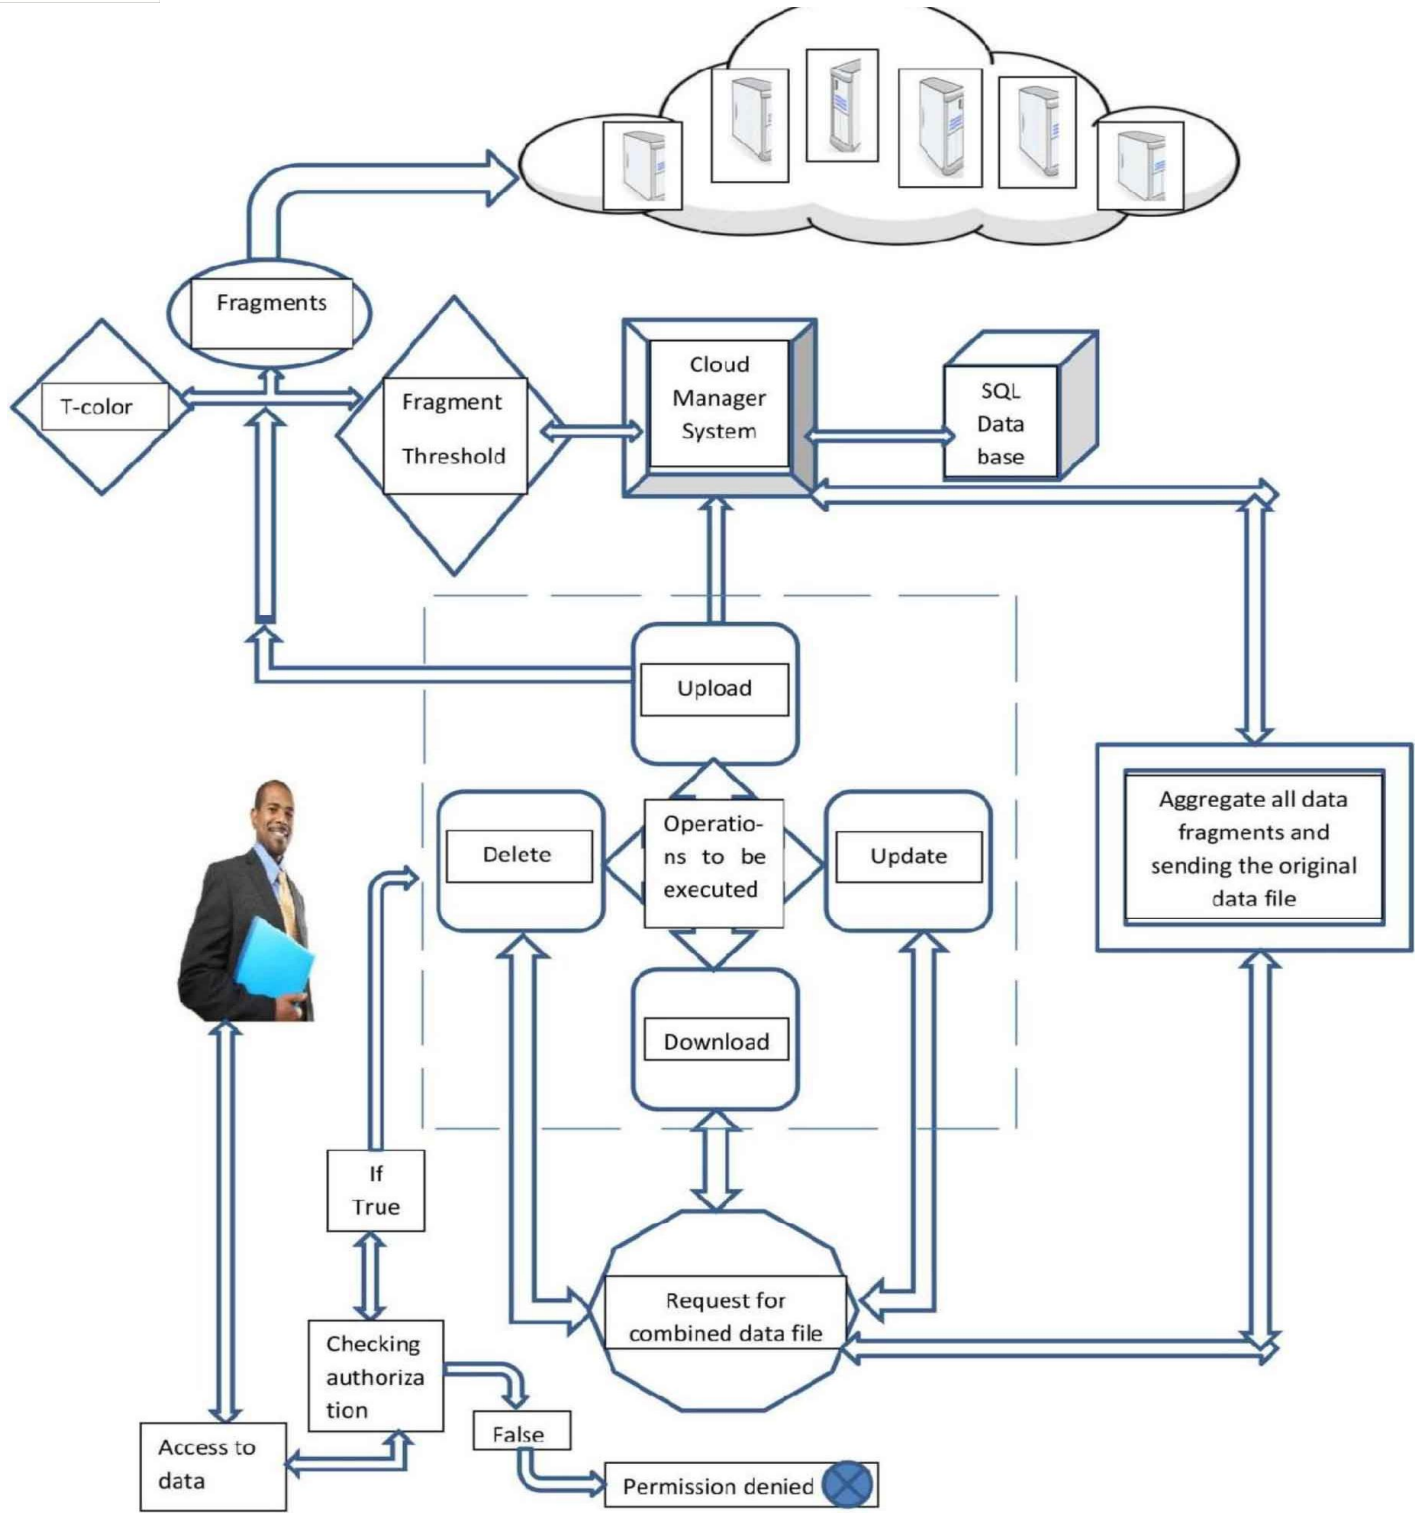 Fragments
T-color
Fragment
Threshold
Cloud
Manager
System
SQL
Data
base
Upload
Delete
Operatio-
ns to be
executed
Update
Aggregate all data
fragments and
sending the original
data file
Download
If
True
Request for
combined data file
Checking
authoriza
tion
False
Access to
data
Permission denied